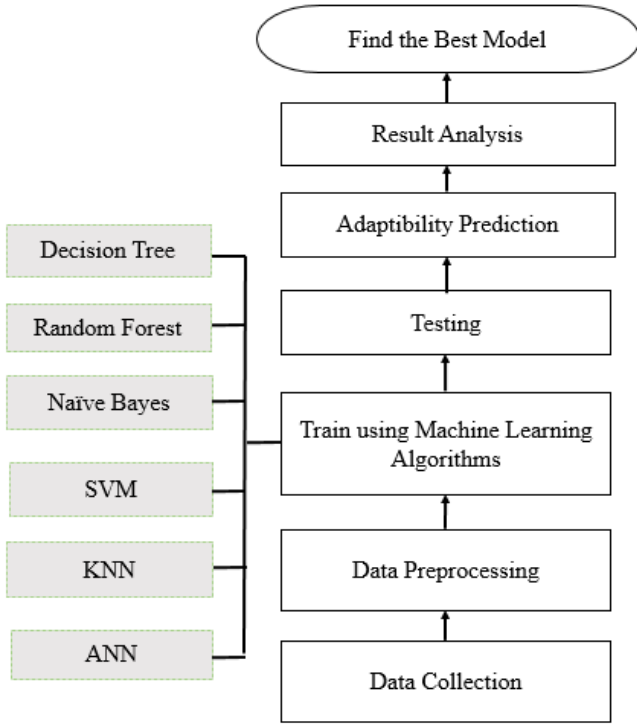 Find the Best Model
Result Analysis
Adaptibility Prediction
Decision Tree
Random Forest
Testing
Naïve Bayes
Train using Machine Learning
Algorithms
SVM
KNN
Data Preprocessing
ANN
Data Collection